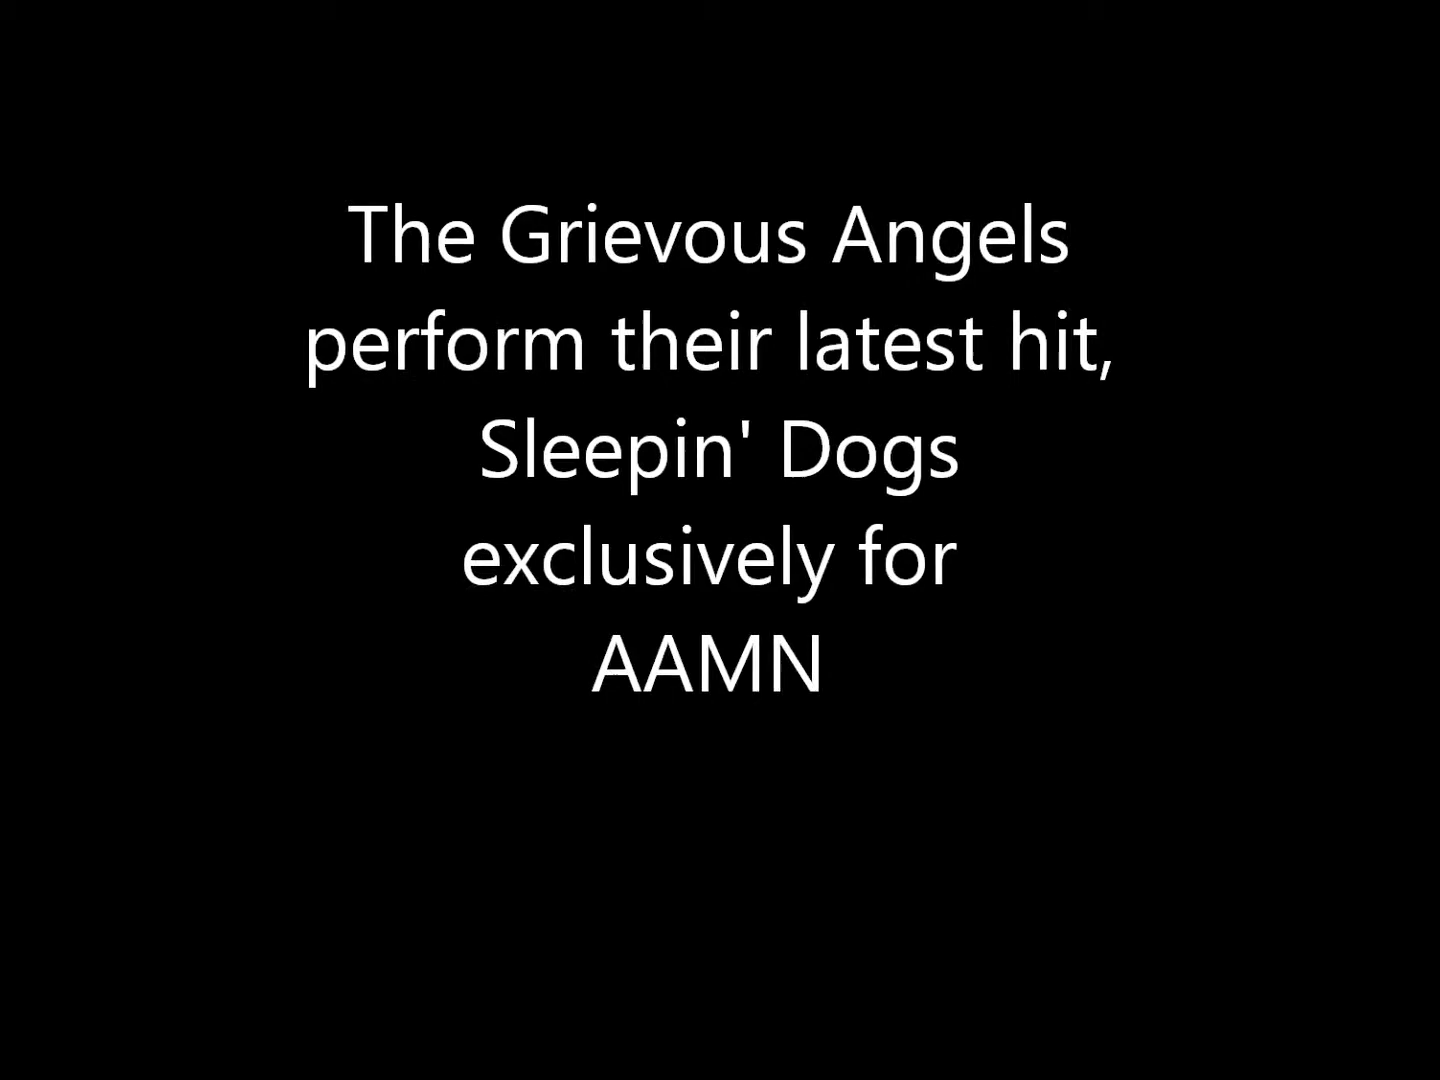 The Grievous Angels
perform their latest hit,
Sleepin' Dogs
exclusively for
AAMN